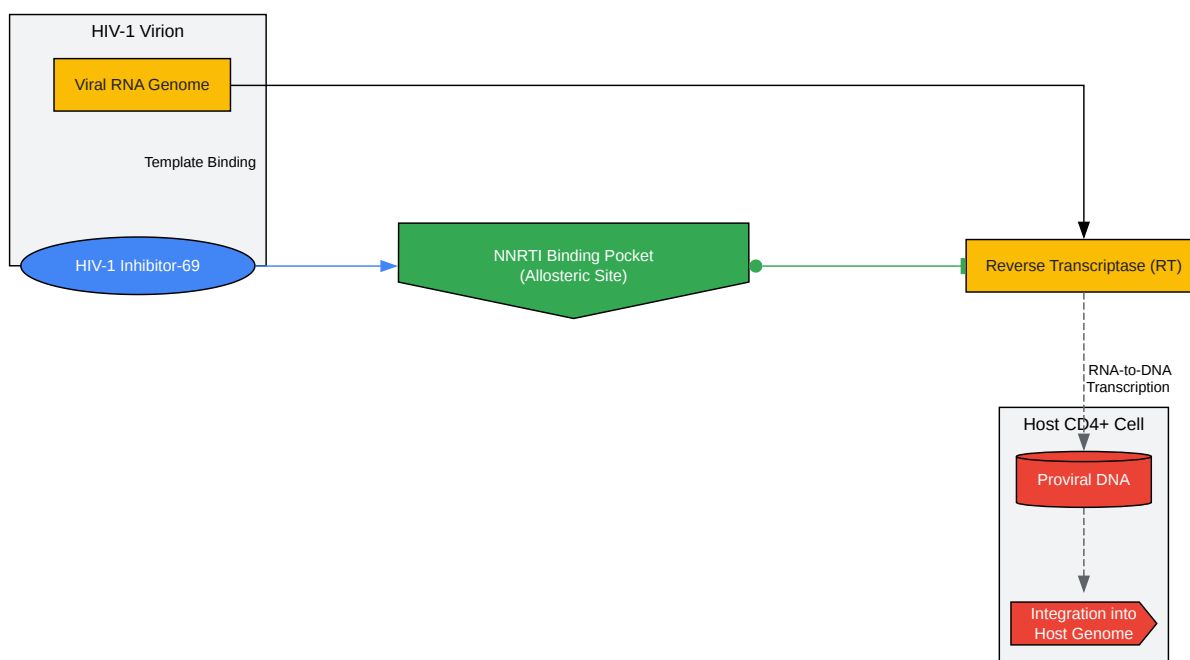 HIV-1 Virion
Viral RNA Genome
Template Binding
HIV-1 Inhibitor-69
NNRTI Binding Pocket
(Allosteric Site)
Reverse Transcriptase (RT)
RNA-to-DNA
Transcription
Host CD4+ Cell
Proviral DNA
Integration into
Host Genome